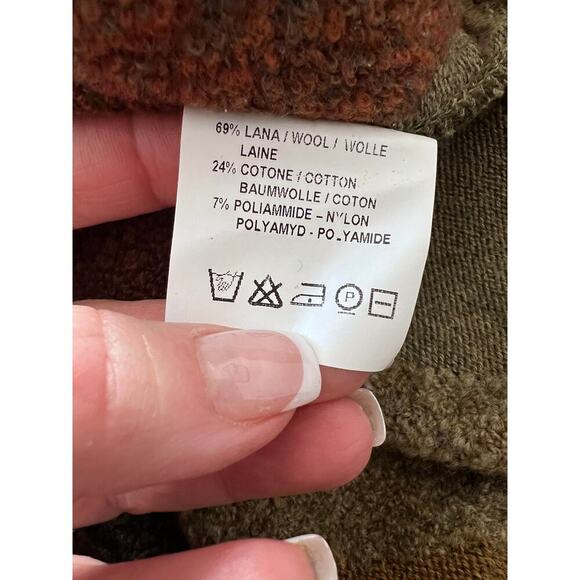 69% LANA / WOOL / WOLLE
LAINE
24% COTONE / COTTON
BAUMWOLLE / COTON
7% POLIAMMIDE - NYLON
POLYAMYD - POLYAMIDE
P